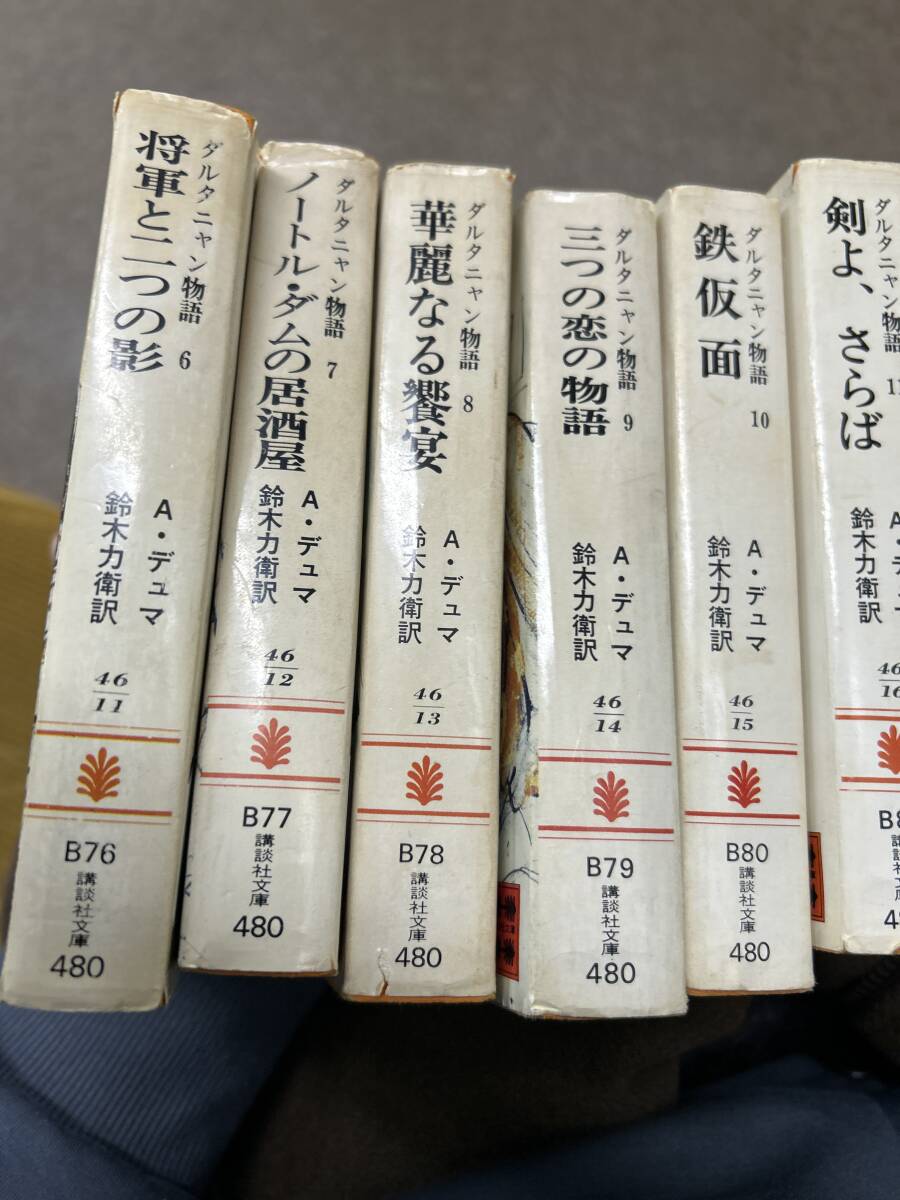 ダルタニャン物語 6
将軍と二つの影
A・デュマ
鈴木力衛訳
46
11
B76
講談社文庫
480
ダルタニャン物語 7
ノートル・ダムの居酒屋
A・デュマ
鈴木力衛訳
46
12
B77
講談社文庫
480
ダルタニャン物語 8
華麗なる饗宴
A・デュマ
鈴木力衛訳
46
13
B78
講談社文庫
480
ダルタニャン物語 9
三つの恋の物語
A・デュマ
鈴木力衛訳
46
14
B79
講談社文庫
480
ダルタニャン物語 10
鉄仮面
A・デュマ
鈴木力衛訳
46
15
B80
講談社文庫
480
ダルタニャン物語 11
剣よ、さらば
A・デュマ
鈴木力衛訳
46
16